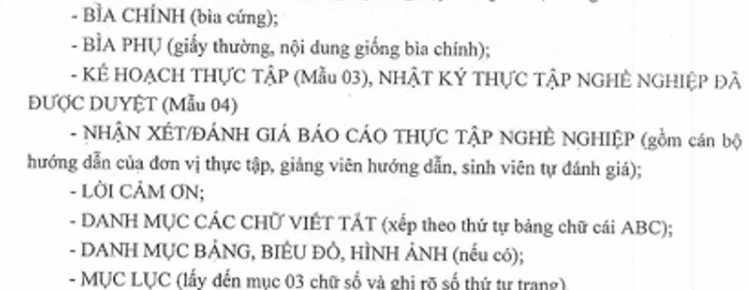 - BÌA CHÍNH (bìa cứng);
- BÌA PHỤ (giấy thường, nội dung giống bìa chính);
- KẾ HOẠCH THỰC TẬP (Mẫu 03), NHẬT KÝ THỰC TẬP NGHỀ NGHIỆP ĐÃ
ĐƯỢC DUYỆT (Mẫu 04)
- NHẬN XÉT/ĐÁNH GIÁ BÁO CÁO THỰC TẬP NGHỀ NGHIỆP (gồm cán bộ
hướng dẫn của đơn vị thực tập, giảng viên hướng dẫn, sinh viên tự đánh giá);
- LỜI CẢM ƠN;
- DANH MỤC CÁC CHỮ VIẾT TẮT (xếp theo thứ tự bảng chữ cái ABC);
- DANH MỤC BẢNG, BIỂU ĐỒ, HÌNH ẢNH (nếu có);
- MỤC LỤC (lấy đến mục 03 chữ số và ghi rõ số thứ tự trang).